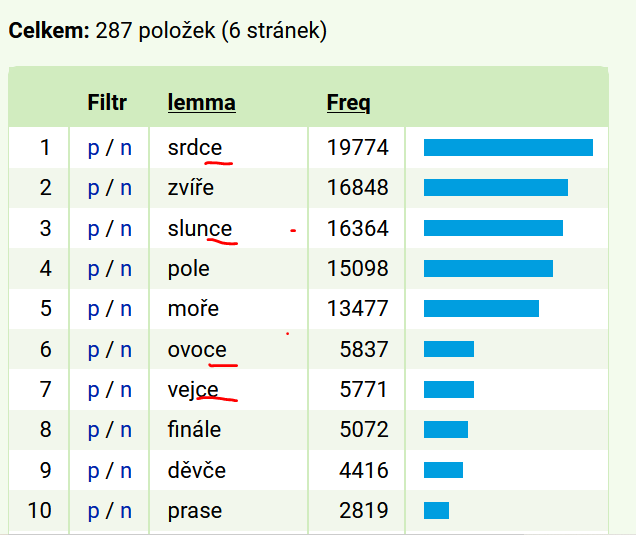 Celkem: 287 položek (6 stránek)
Filtr lemma Freq
1 p / n srdce 19774
2 p / n zvíře 16848
3 p / n slunce 16364
4 p / n pole 15098
5 p / n moře 13477
6 p / n ovoce 5837
7 p / n vejce 5771
8 p / n finále 5072
9 p / n děvče 4416
10 p / n prase 2819